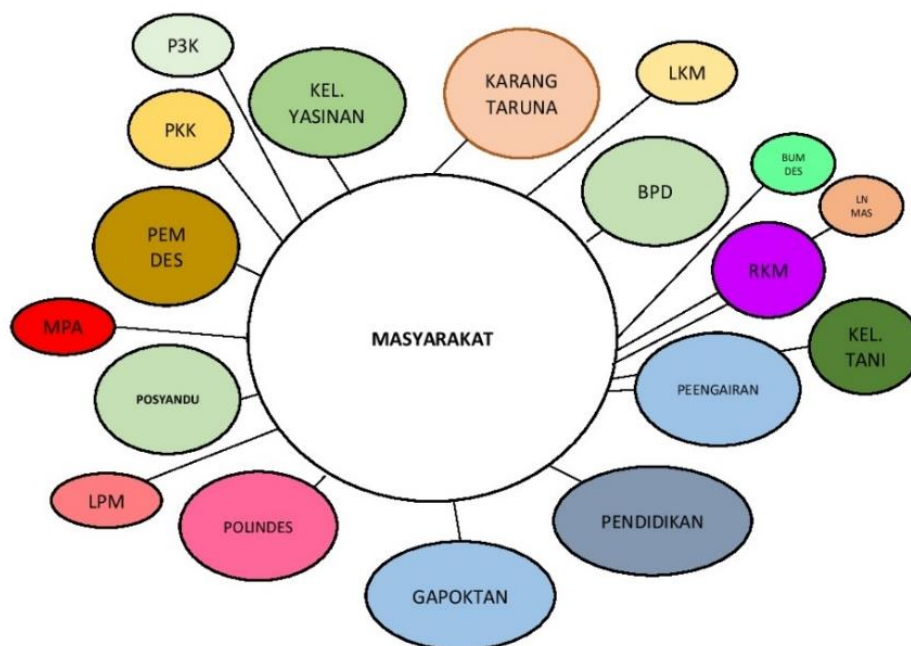 P3K
KEL.
YASINAN
KARANG
TARUNA
LKM
PKK
BUM
DES
BPD
LN
MAS
PEM
DES
RKM
MPA
MASYARAKAT
KEL.
TANI
POSYANDU
PEENGAIRAN
LPM
POLINDES
PENDIDIKAN
GAPOKTAN